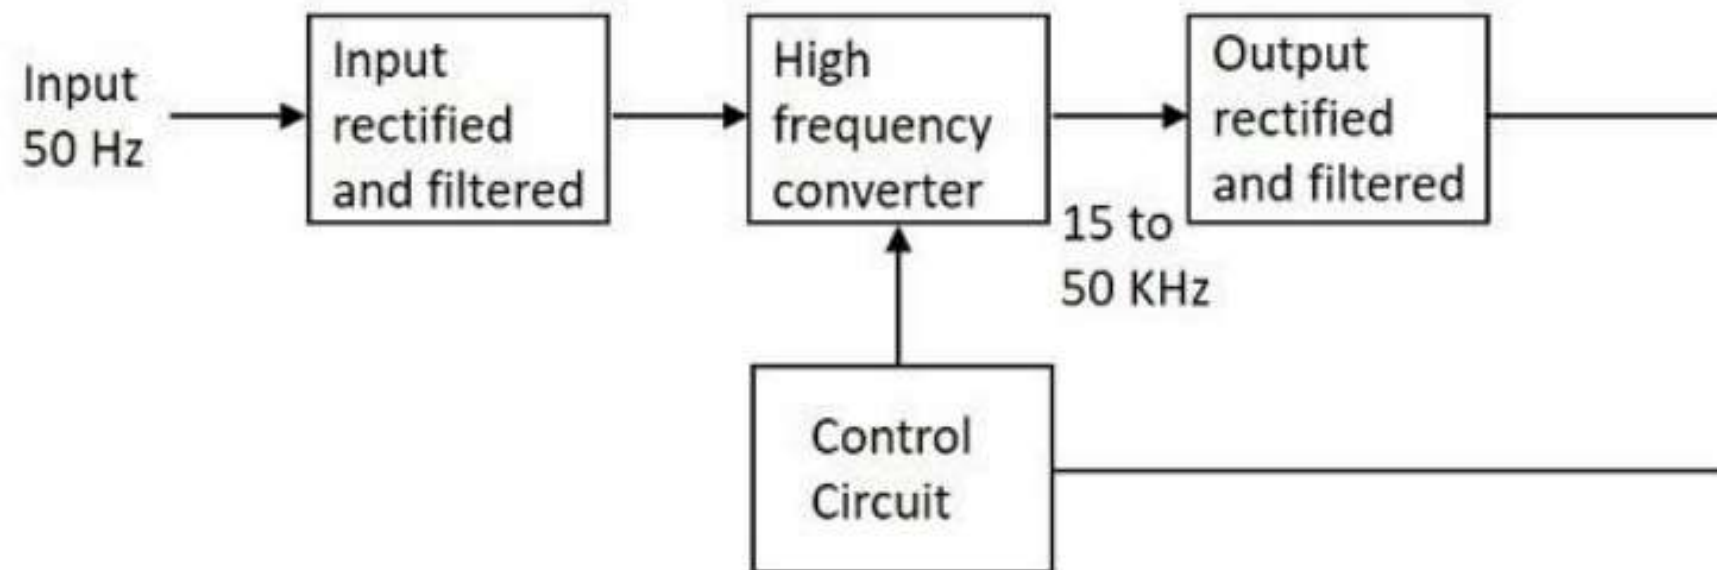 Input
50 Hz
Input
rectified
and filtered
High
frequency
converter
15 to
50 KHz
Output
rectified
and filtered
Control
Circuit